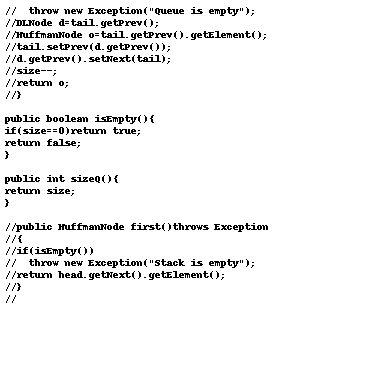 //  throw new Exception("Queue is empty");
//DLNode d=tail.getPrev();
//HuffmanNode o=tail.getPrev().getElement();
//tail.setPrev(d.getPrev());
//d.getPrev().setNext(tail);
//size--;
//return o;
//}
public boolean isEmpty(){
if(size==0)return true;
return false;
}
public int sizeQ(){
return size;
}
//public HuffmanNode first()throws Exception
//{
//if(isEmpty())
//  throw new Exception("Stack is empty");
//return head.getNext().getElement();
//}
//